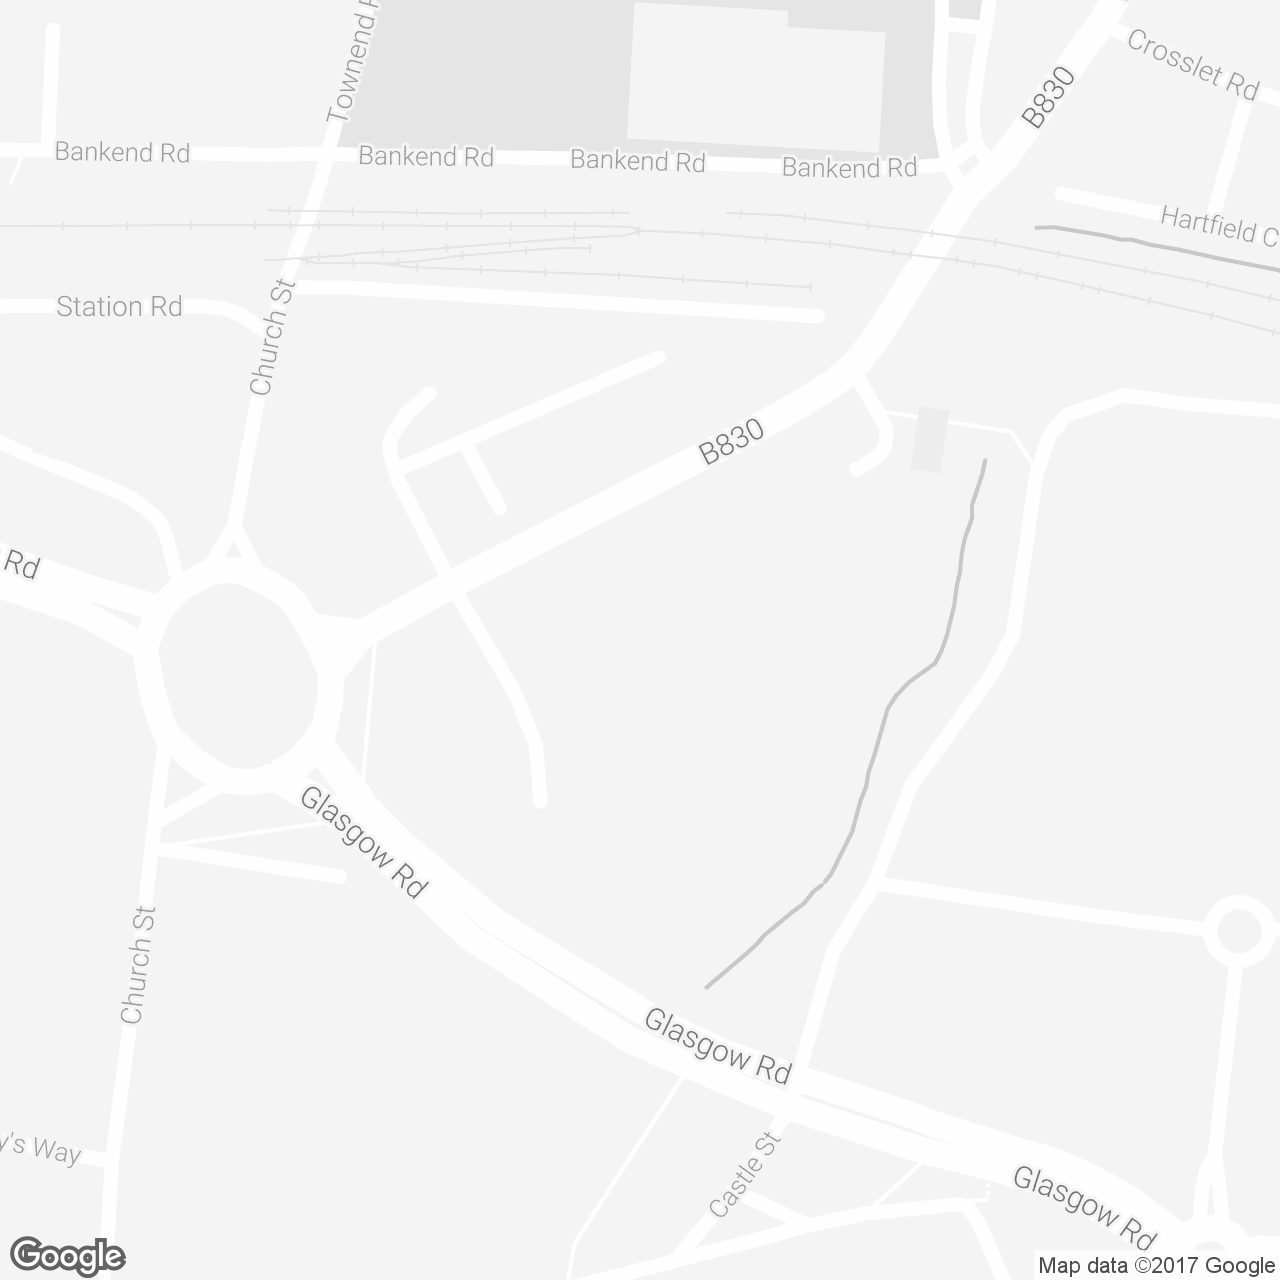 Townend
Crosslet Rd
B830
Bankend Rd
Bankend Rd
Bankend Rd
Bankend Rd
Hartfield C
Station Rd
Church St
B830
Rd
Glasgow Rd
Church St
Glasgow Rd
y's Way
Castle St
Glasgow Rd
Google
Map data ©2017 Google